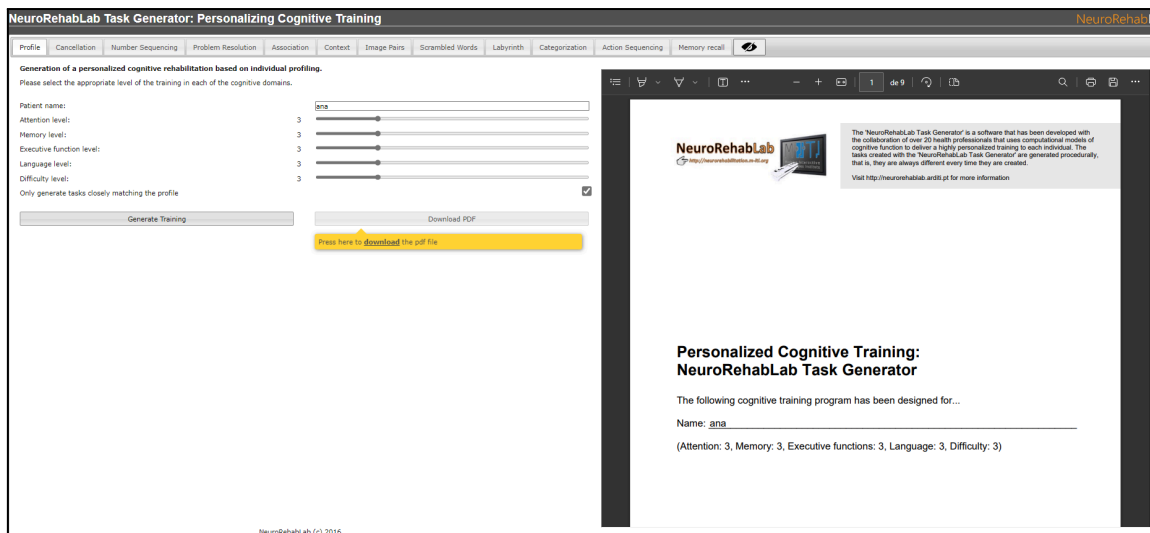 NeuroRehabLab Task Generator: Personalizing Cognitive Training
NeuroRehabl
Profile
Cancellation
Number Sequencing
Problem Resolution
Association
Context
Image Pairs
Scrambled Words
Labyrinth
Categorization
Action Sequencing
Memory recall
Generation of a personalized cognitive rehabilitation based on individual profiling.
Please select the appropriate level of the training in each of the cognitive domains.
Patient name:
ana
Attention level: 3
Memory level: 3
Executive function level: 3
Language level: 3
Difficulty level: 3
Only generate tasks closely matching the profile
Generate Training
Download PDF
Press here to download the pdf file
NeuroRehabLab (c) 2016
1 de 9
NeuroRehabLab
The 'NeuroRehabLab Task Generator' is a software that has been developed with
the collaboration of over 20 health professionals that uses computational models of
cognitive function to deliver a highly personalized training to each individual. The
tasks created with the 'NeuroRehabLab Task Generator' are generated procedurally,
that is, they are always different every time they are created.
Visit http://neurorehablab.arditi.pt for more information
Personalized Cognitive Training:
NeuroRehabLab Task Generator
The following cognitive training program has been designed for...
Name: ana
(Attention: 3, Memory: 3, Executive functions: 3, Language: 3, Difficulty: 3)